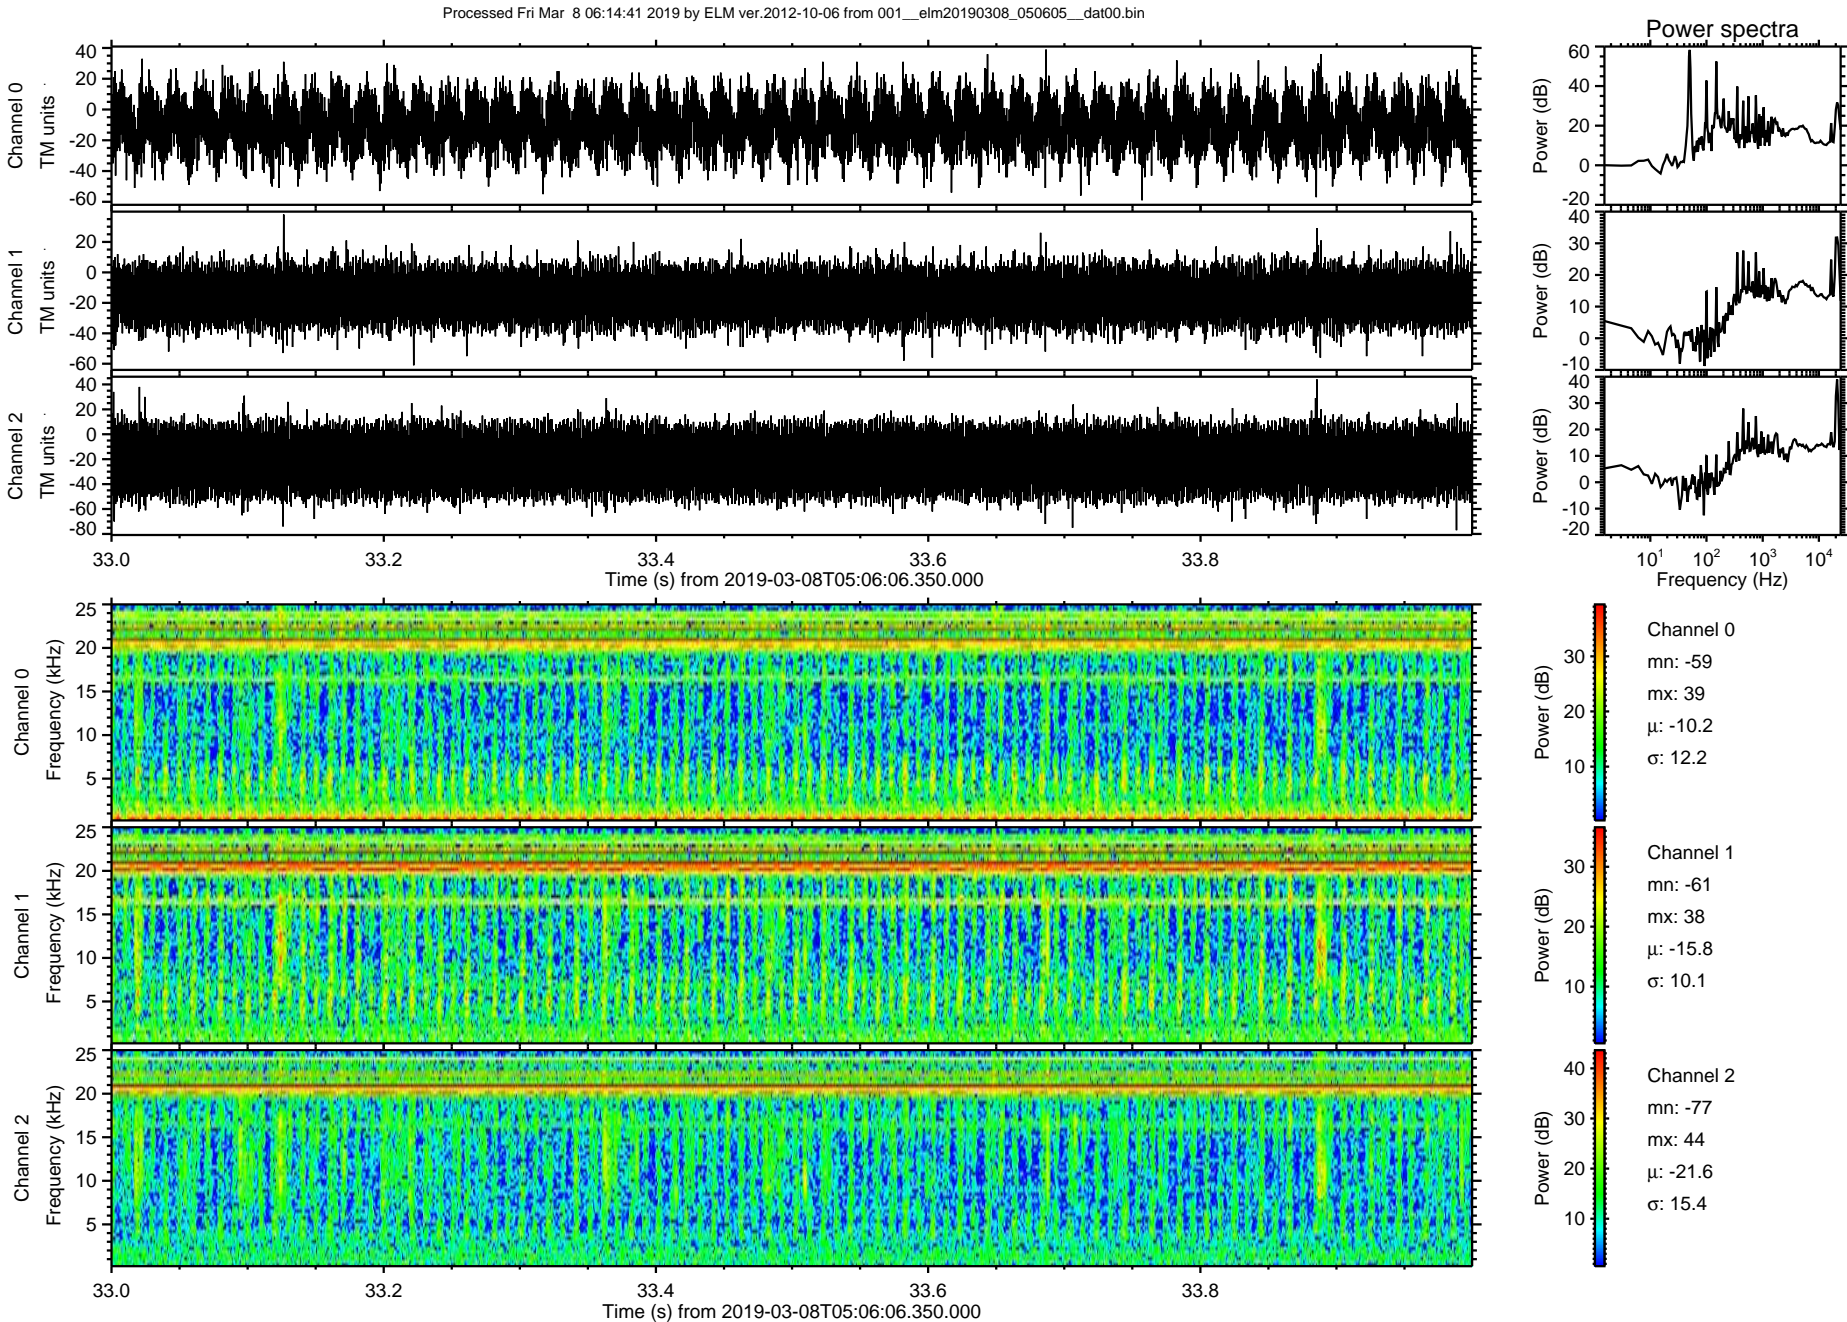 Processed Fri Mar  8 06:14:41 2019 by ELM ver.2012-10-06 from 001__elm20190308_050605__dat00.bin
Power spectra
Channel 0
TM units
40
20
0
-20
-40
-60
Power (dB)
60
40
20
0
-20
Channel 1
TM units
20
0
-20
-40
-60
Power (dB)
40
30
20
10
0
-10
Channel 2
TM units
40
20
0
-20
-40
-60
-80
Power (dB)
40
30
20
10
0
-10
-20
33.0 33.2 33.4 33.6 33.8
Time (s) from 2019-03-08T05:06:06.350.000
10^1 10^2 10^3 10^4
Frequency (Hz)
Channel 0
Frequency (kHz)
25
20
15
10
5
Power (dB)
30
20
10
Channel 0
mn: -59
mx: 39
μ: -10.2
σ: 12.2
Channel 1
Frequency (kHz)
25
20
15
10
5
Power (dB)
30
20
10
Channel 1
mn: -61
mx: 38
μ: -15.8
σ: 10.1
Channel 2
Frequency (kHz)
25
20
15
10
5
Power (dB)
40
30
20
10
Channel 2
mn: -77
mx: 44
μ: -21.6
σ: 15.4
33.0 33.2 33.4 33.6 33.8
Time (s) from 2019-03-08T05:06:06.350.000